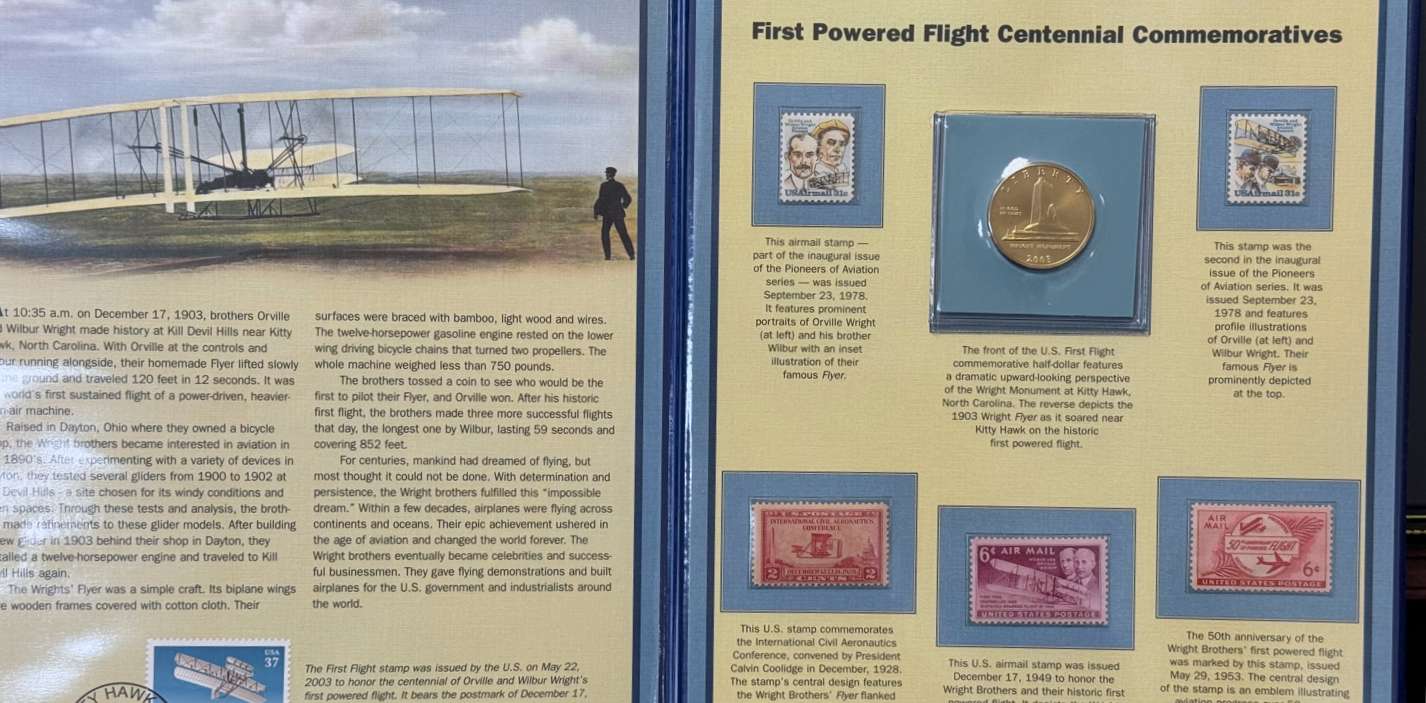 At 10:35 a.m. on December 17, 1903, brothers Orville
Wilbur Wright made history at Kill Devil Hills near Kitty
wk, North Carolina. With Orville at the controls and
our running alongside, their homemade Flyer lifted slowly
the ground and traveled 120 feet in 12 seconds. It was
world's first sustained flight of a power-driven, heavier-
n-air machine.
Raised in Dayton, Ohio where they owned a bicycle
op, the Wright brothers became interested in aviation in
1890's. After experimenting with a variety of devices in
yton, they tested several gliders from 1900 to 1902 at
Devil Hills - a site chosen for its windy conditions and
en spaces. Through these tests and analysis, the broth-
made refinements to these glider models. After building
ew glider in 1903 behind their shop in Dayton, they
talled a twelve-horsepower engine and traveled to Kill
vil Hills again.
The Wrights' Flyer was a simple craft. Its biplane wings
e wooden frames covered with cotton cloth. Their
surfaces were braced with bamboo, light wood and wires.
The twelve-horsepower gasoline engine rested on the lower
wing driving bicycle chains that turned two propellers. The
whole machine weighed less than 750 pounds.
The brothers tossed a coin to see who would be the
first to pilot their Flyer, and Orville won. After his historic
first flight, the brothers made three more successful flights
that day, the longest one by Wilbur, lasting 59 seconds and
covering 852 feet.
For centuries, mankind had dreamed of flying, but
most thought it could not be done. With determination and
persistence, the Wright brothers fulfilled this "impossible
dream." Within a few decades, airplanes were flying across
continents and oceans. Their epic achievement ushered in
the age of aviation and changed the world forever. The
Wright brothers eventually became celebrities and success-
ful businessmen. They gave flying demonstrations and built
airplanes for the U.S. government and industrialists around
the world.
USA
37
Y HAWK
The First Flight stamp was issued by the U.S. on May 22,
2003 to honor the centennial of Orville and Wilbur Wright's
first powered flight. It bears the postmark of December 17,
First Powered Flight Centennial Commemoratives
Orville and
Wilbur Wright
USAirmail 31c
This airmail stamp —
part of the inaugural issue
of the Pioneers of Aviation
series — was issued
September 23, 1978.
It features prominent
portraits of Orville Wright
(at left) and his brother
Wilbur with an inset
illustration of their
famous Flyer.
LIBERTY
IN GOD
WE TRUST
WRIGHT MONUMENT
2003
The front of the U.S. First Flight
commemorative half-dollar features
a dramatic upward-looking perspective
of the Wright Monument at Kitty Hawk,
North Carolina. The reverse depicts the
1903 Wright Flyer as it soared near
Kitty Hawk on the historic
first powered flight.
Orville and
Wilbur Wright
USAirmail 31c
This stamp was the
second in the inaugural
issue of the Pioneers
of Aviation series. It was
issued September 23,
1978 and features
profile illustrations
of Orville (at left) and
Wilbur Wright. Their
famous Flyer is
prominently depicted
at the top.
U.S. POSTAGE
INTERNATIONAL CIVIL AERONAUTICS
CONFERENCE
2 CENTS 2
This U.S. stamp commemorates
the International Civil Aeronautics
Conference, convened by President
Calvin Coolidge in December, 1928.
The stamp's central design features
the Wright Brothers' Flyer flanked
6¢ AIR MAIL
UNITED STATES POSTAGE
This U.S. airmail stamp was issued
December 17, 1949 to honor the
Wright Brothers and their historic first
AIR
MAIL
6¢
UNITED STATES POSTAGE
The 50th anniversary of the
Wright Brothers' first powered flight
was marked by this stamp, issued
May 29, 1953. The central design
of the stamp is an emblem illustrating